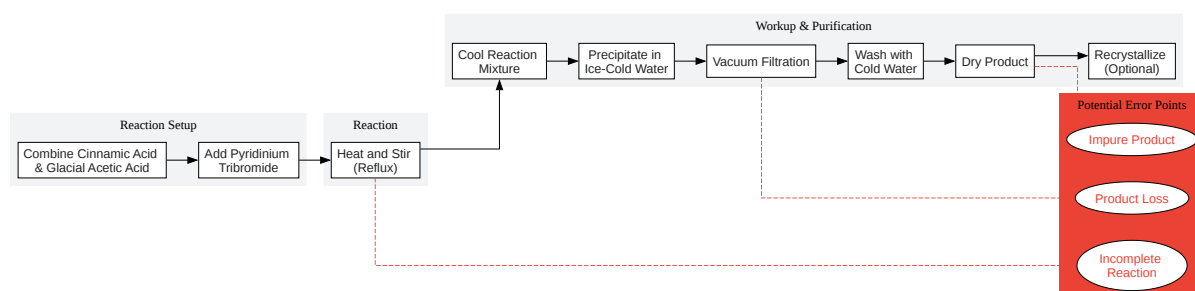 Workup & Purification
Cool Reaction
Mixture
Precipitate in
Ice-Cold Water
Vacuum Filtration
Wash with
Cold Water
Dry Product
Recrystallize
(Optional)
Reaction Setup
Combine Cinnamic Acid
& Glacial Acetic Acid
Add Pyridinium
Tribromide
Reaction
Heat and Stir
(Reflux)
Potential Error Points
Impure Product
Product Loss
Incomplete
Reaction